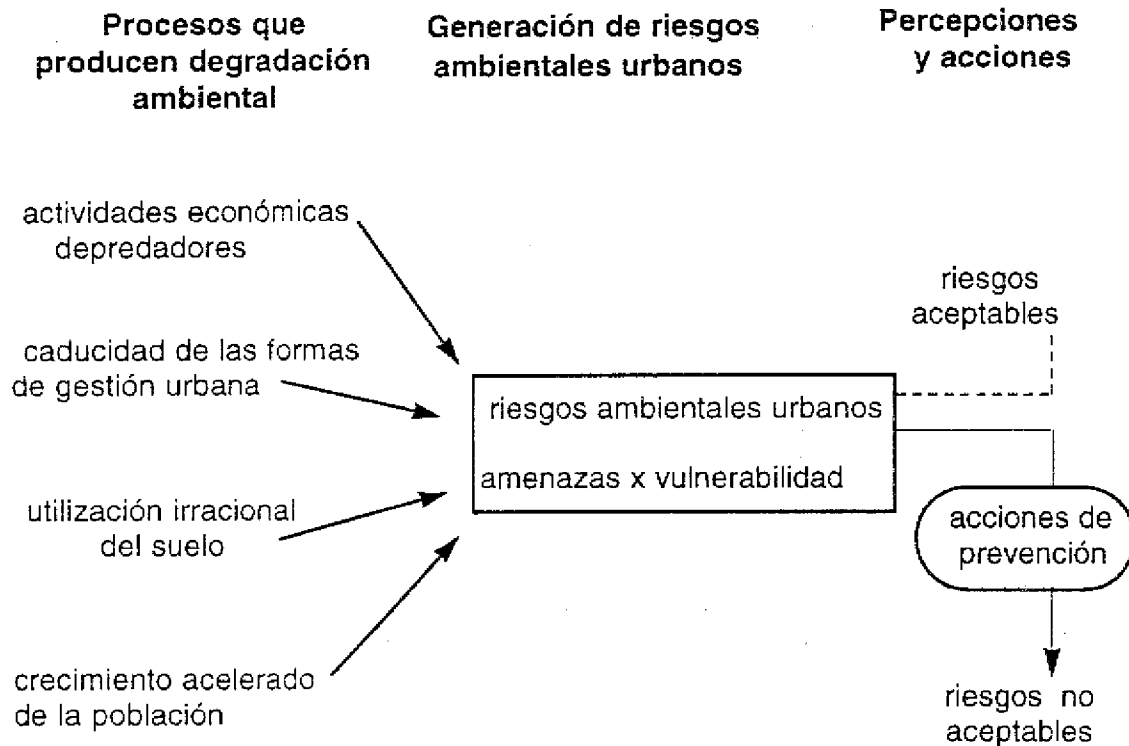 Procesos que
producen degradación
ambiental
Generación de riesgos
ambientales urbanos
Percepciones
y acciones
actividades económicas
depredadores
caducidad de las formas
de gestión urbana
utilización irracional
del suelo
crecimiento acelerado
de la población
riesgos ambientales urbanos
amenazas x vulnerabilidad
riesgos
aceptables
acciones de
prevención
riesgos no
aceptables